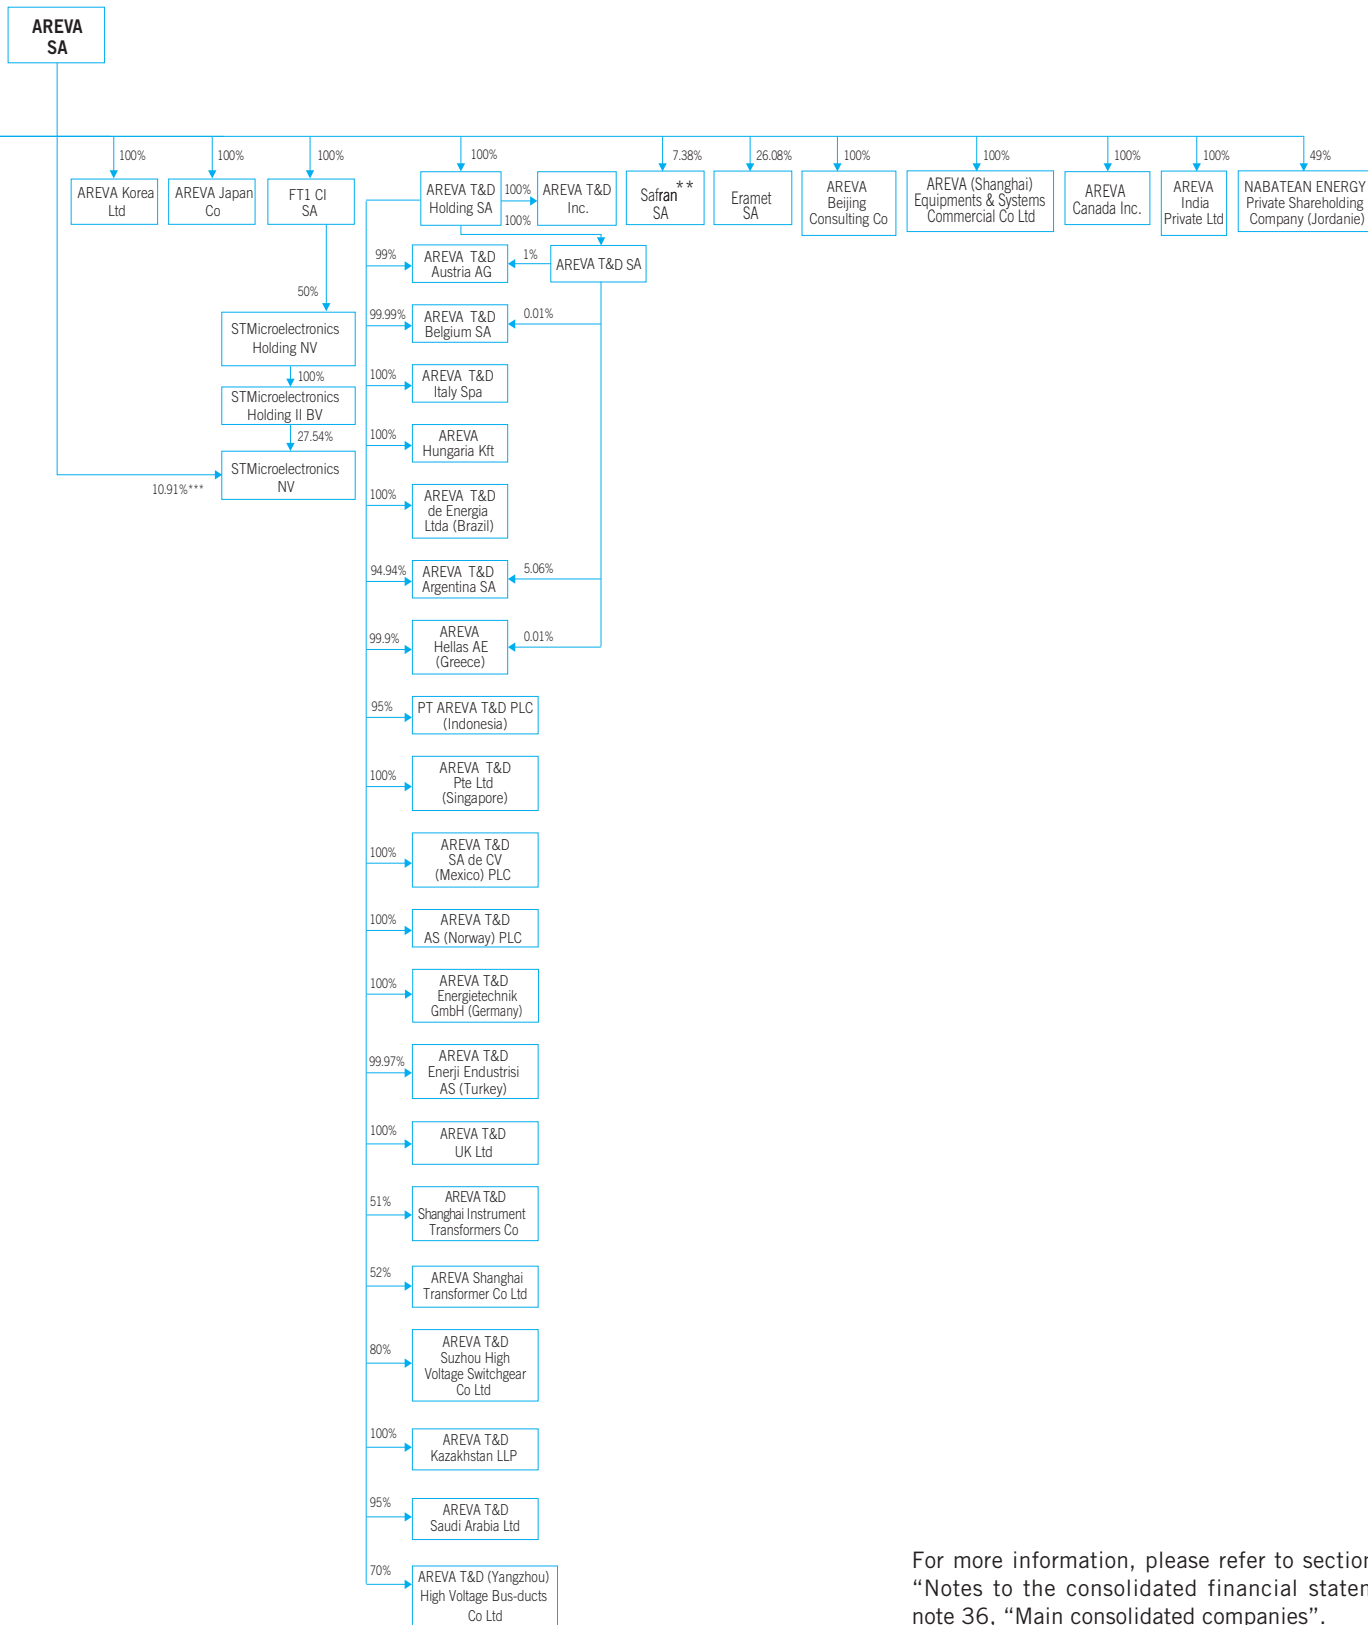 AREVA
SA
100%
100%
100%
100%
7.38%
26.08%
100%
100%
100%
100%
49%
AREVA Korea
Ltd
AREVA Japan
Co
FT1 CI
SA
AREVA T&D
Holding SA
100%
100%
AREVA T&D
Inc.
Safran**
SA
Eramet
SA
AREVA
Beijing
Consulting Co
AREVA (Shanghai)
Equipments & Systems
Commercial Co Ltd
AREVA
Canada Inc.
AREVA
India
Private Ltd
NABATEAN ENERGY
Private Shareholding
Company (Jordanie)
99%
AREVA T&D
Austria AG
1%
AREVA T&D SA
50%
STMicroelectronics
Holding NV
100%
STMicroelectronics
Holding II BV
27.54%
STMicroelectronics
NV
10.91%***
99.99%
AREVA T&D
Belgium SA
0.01%
100%
AREVA T&D
Italy Spa
100%
AREVA
Hungaria Kft
100%
AREVA T&D
de Energia
Ltda (Brazil)
94.94%
AREVA T&D
Argentina SA
5.06%
99.9%
AREVA
Hellas AE
(Greece)
0.01%
95%
PT AREVA T&D PLC
(Indonesia)
100%
AREVA T&D
Pte Ltd
(Singapore)
100%
AREVA T&D
SA de CV
(Mexico) PLC
100%
AREVA T&D
AS (Norway) PLC
100%
AREVA T&D
Energietechnik
GmbH (Germany)
99.97%
AREVA T&D
Enerji Endustrisi
AS (Turkey)
100%
AREVA T&D
UK Ltd
51%
AREVA T&D
Shanghai Instrument
Transformers Co
52%
AREVA Shanghai
Transformer Co Ltd
80%
AREVA T&D
Suzhou High
Voltage Switchgear
Co Ltd
100%
AREVA T&D
Kazakhstan LLP
95%
AREVA T&D
Saudi Arabia Ltd
70%
AREVA T&D (Yangzhou)
High Voltage Bus-ducts
Co Ltd
For more information, please refer to section
“Notes to the consolidated financial statem
note 36, “Main consolidated companies”.